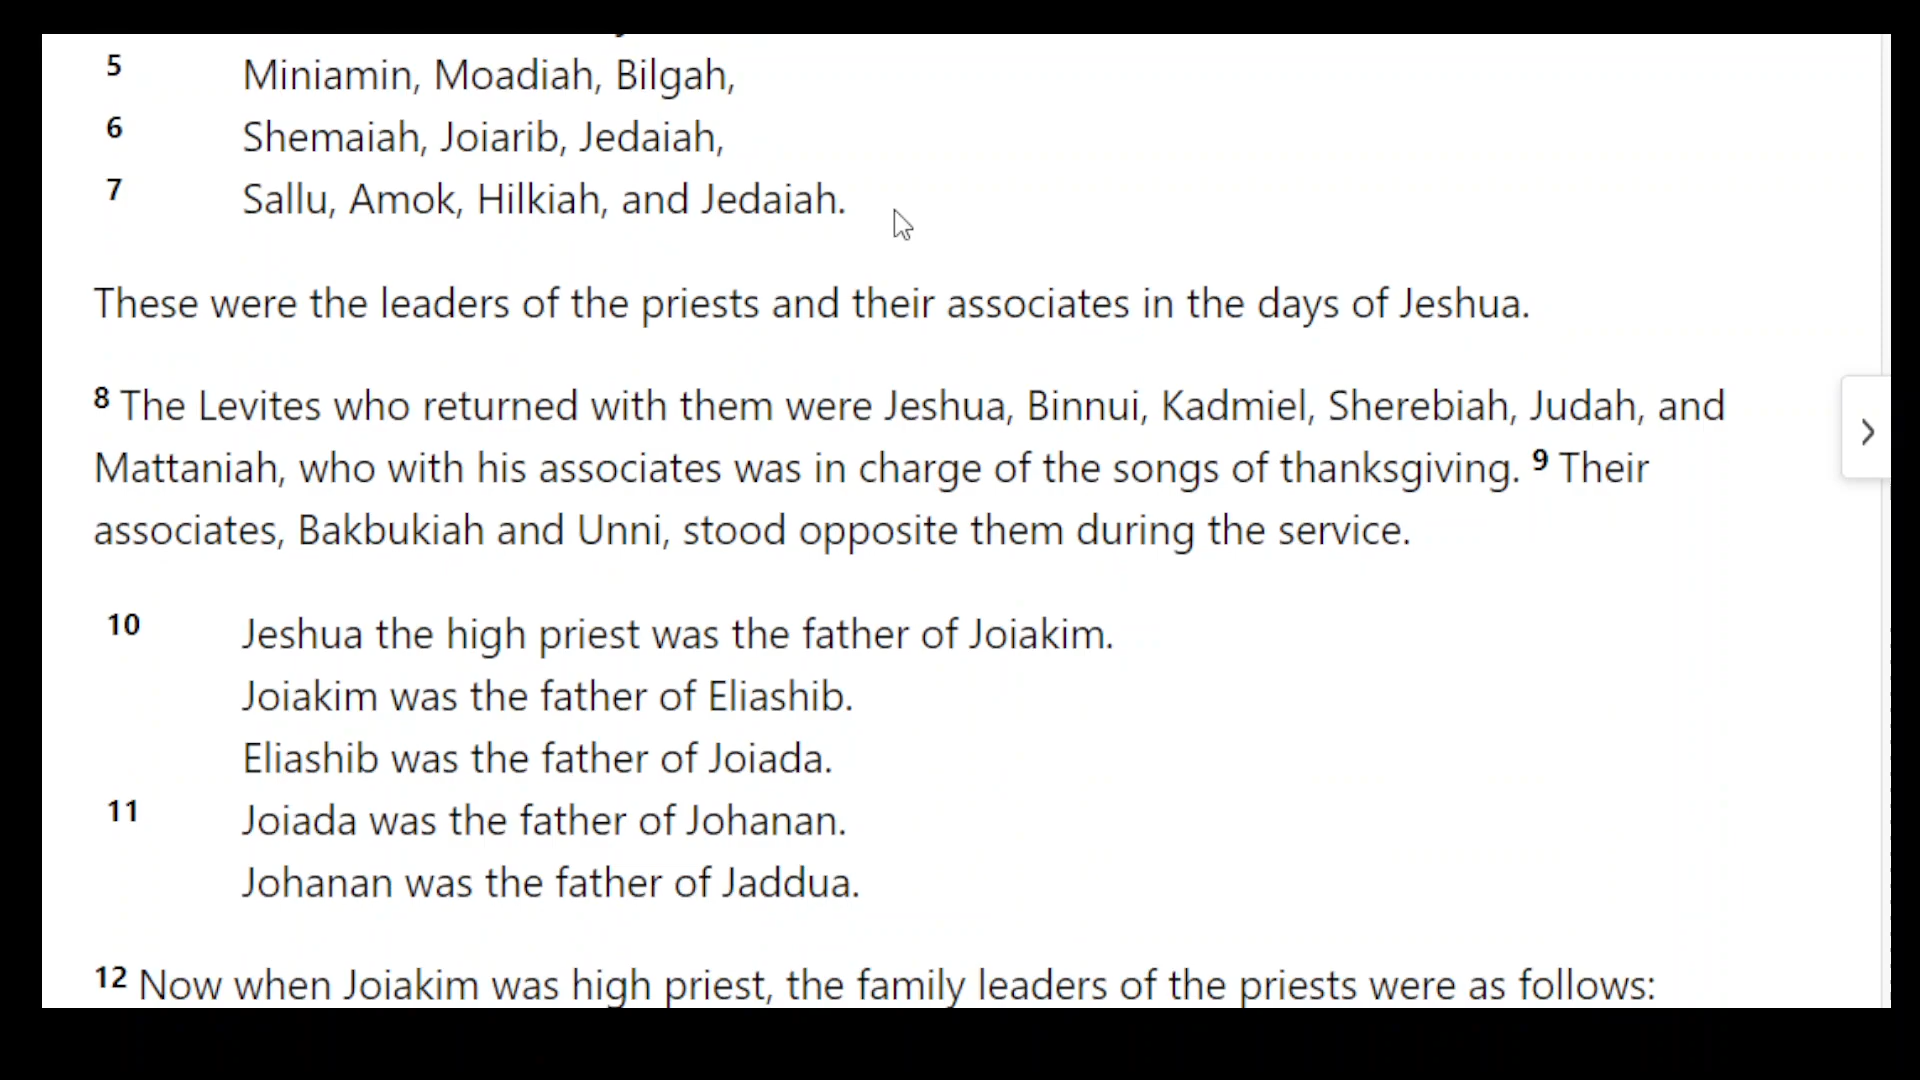 5 Miniamin, Moadiah, Bilgah,
6 Shemaiah, Joiarib, Jedaiah,
7 Sallu, Amok, Hilkiah, and Jedaiah.
These were the leaders of the priests and their associates in the days of Jeshua.
8 The Levites who returned with them were Jeshua, Binnui, Kadmiel, Sherebiah, Judah, and
Mattaniah, who with his associates was in charge of the songs of thanksgiving. 9 Their
associates, Bakbukiah and Unni, stood opposite them during the service.
10 Jeshua the high priest was the father of Joiakim.
Joiakim was the father of Eliashib.
Eliashib was the father of Joiada.
11 Joiada was the father of Johanan.
Johanan was the father of Jaddua.
12 Now when Joiakim was high priest, the family leaders of the priests were as follows: